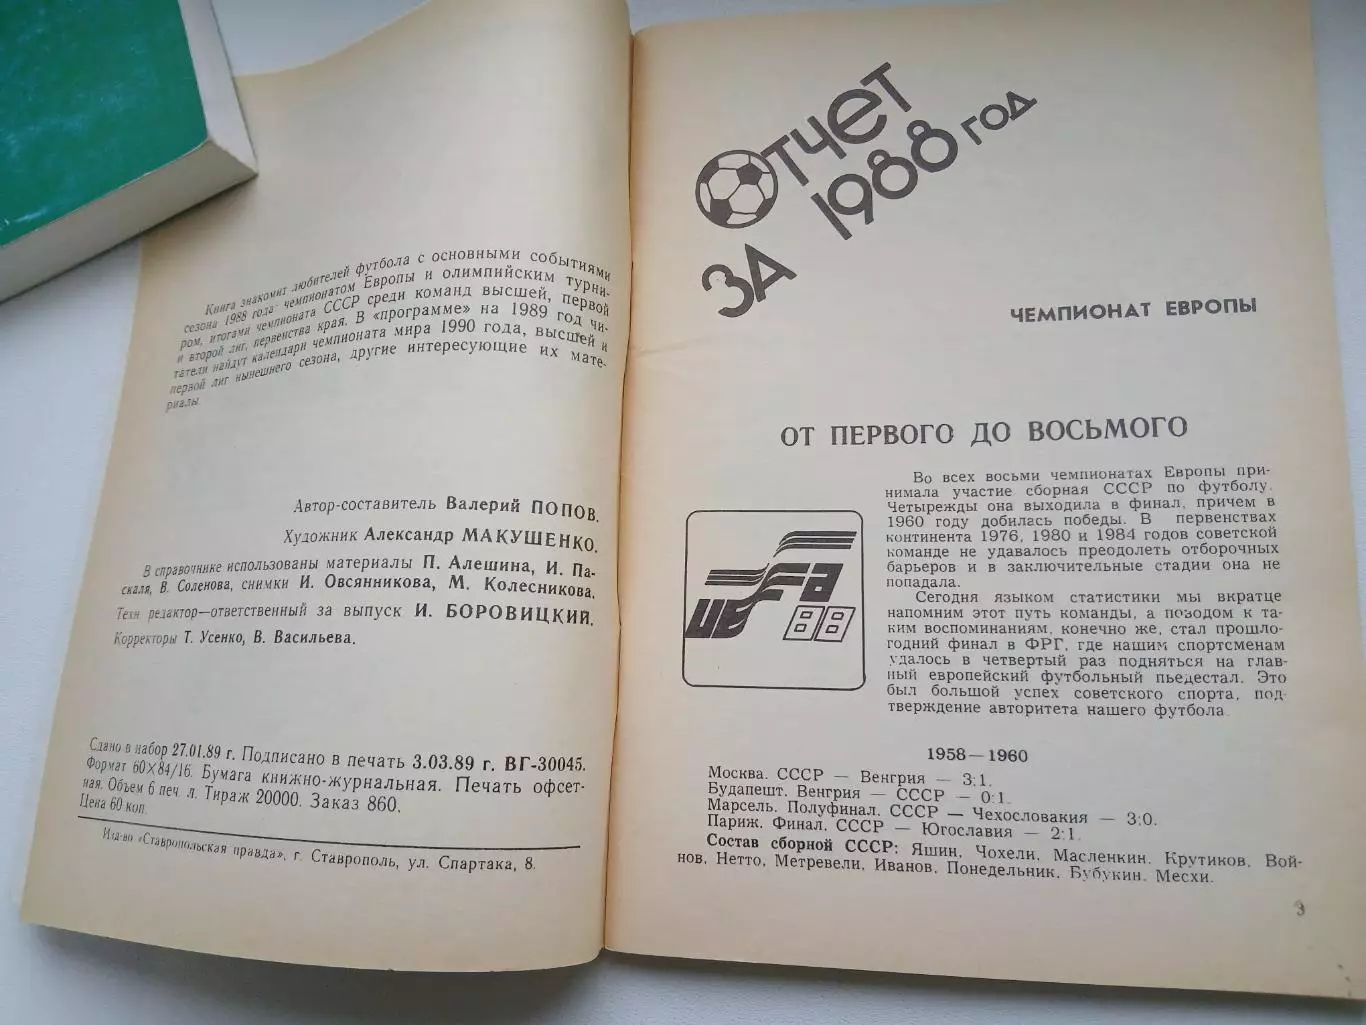 Книга знакомит любителей футбола с основными событиями
сезона 1988 года: чемпионатом Европы и олимпийским турни-
ром, итогами чемпионата СССР среди команд высшей, первой
и второй лиг, первенства края. В «программе» на 1989 год чи-
татели найдут календари чемпионата мира 1990 года, высшей и
первой лиг нынешнего сезона, другие интересующие их мате-
риалы.
Автор-составитель Валерий ПОПОВ.
Художник Александр МАКУШЕНКО.
В справочнике использованы материалы П. Алешина, И. Па-
скаля, В. Соленова, снимки И. Овсянникова, М. Колесникова.
Техн. редактор—ответственный за выпуск И. БОРОВИЦКИЙ.
Корректоры Т. Усенко, В. Васильева.
Сдано в набор 27.01.89 г. Подписано в печать 3.03.89 г. ВГ-30045.
Формат 60×84/16. Бумага книжно-журнальная. Печать офсет-
ная. Объем 6 печ. л. Тираж 20000. Заказ 860.
Цена 60 коп.
Изд-во «Ставропольская правда», г. Ставрополь, ул. Спартака, 8.
Отчет
за 1988 год
ЧЕМПИОНАТ ЕВРОПЫ
ОТ ПЕРВОГО ДО ВОСЬМОГО
Во всех восьми чемпионатах Европы при-
нимала участие сборная СССР по футболу.
Четырежды она выходила в финал, причем в
1960 году добилась победы. В первенствах
континента 1976, 1980 и 1984 годов советской
команде не удавалось преодолеть отборочных
барьеров и в заключительные стадии она не
попадала.
Сегодня языком статистики мы вкратце
напомним этот путь команды, а поводом к та-
ким воспоминаниям, конечно же, стал прошло-
годний финал в ФРГ, где нашим спортсменам
удалось в четвертый раз подняться на глав-
ный европейский футбольный пьедестал. Это
был большой успех советского спорта, под-
тверждение авторитета нашего футбола.
UEFA
88
1958—1960
Москва. СССР — Венгрия — 3:1.
Будапешт. Венгрия — СССР — 0:1.
Марсель. Полуфинал. СССР — Чехословакия — 3:0.
Париж. Финал. СССР — Югославия — 2:1.
Состав сборной СССР: Яшин, Чохели, Масленкин, Крутиков, Вой-
нов, Нетто, Метревели, Иванов, Понедельник, Бубукин, Месхи.
3